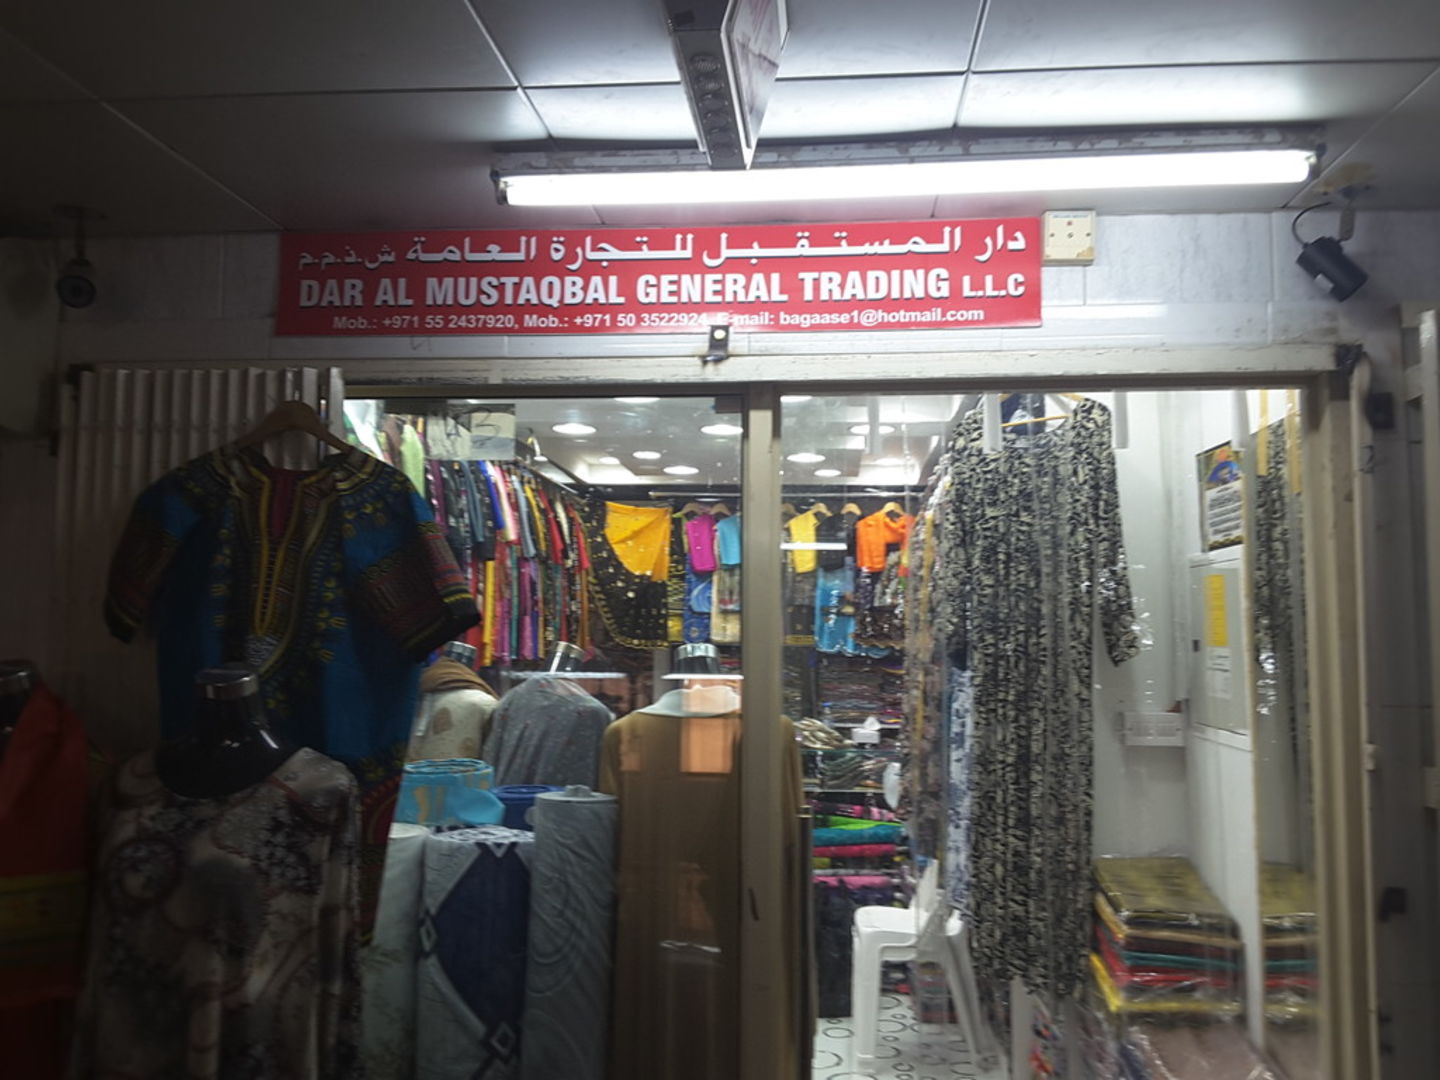 دار المستقبل للتجارة العامة ش.ذ.م.م
DAR AL MUSTAQBAL GENERAL TRADING L.L.C
Mob.: +971 55 2437920, Mob.: +971 50 3522924, E-mail: bagaase1@hotmail.com